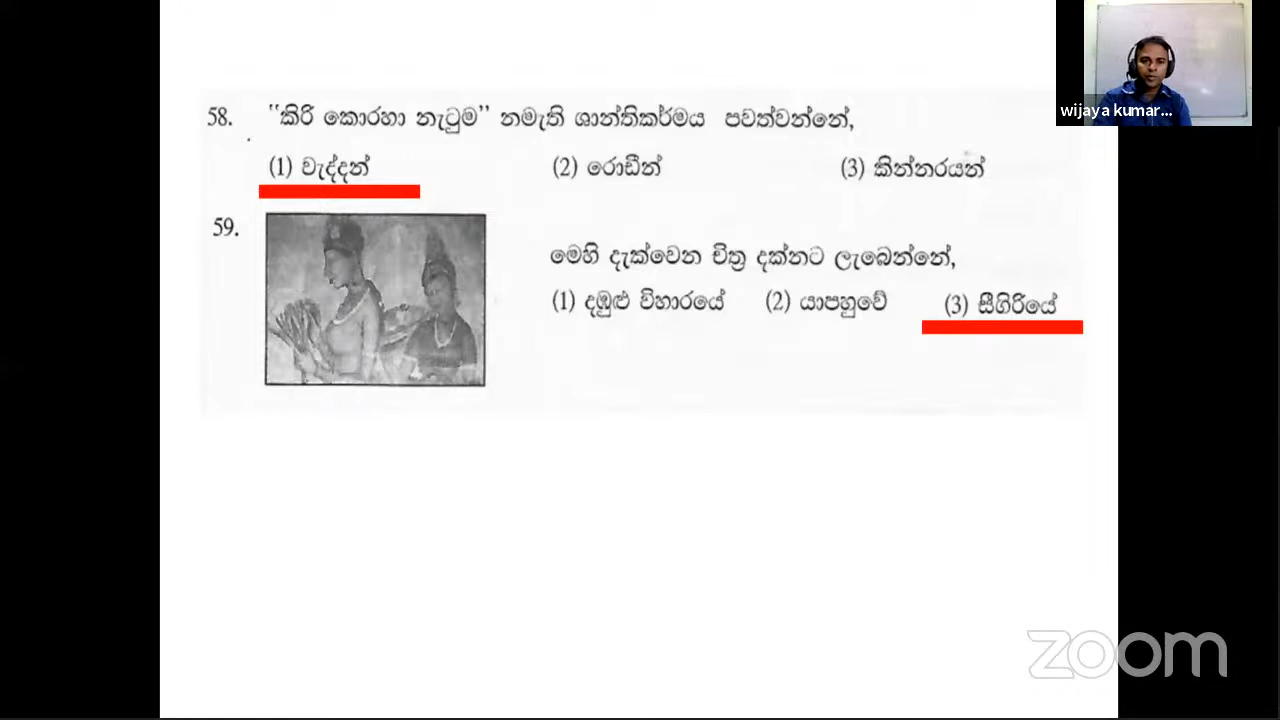 wijaya kumar...
58. "කිරි කොරහා නැටුම" නමැති ශාන්තිකර්මය පවත්වන්නේ,
(1) වැද්දන් (2) රොඩීන් (3) කින්නරයන්
59.
මෙහි දැක්වෙන චිත්‍ර දක්නට ලැබෙන්නේ,
(1) දඹුළු විහාරයේ (2) යාපහුවේ (3) සීගිරියේ
zoom